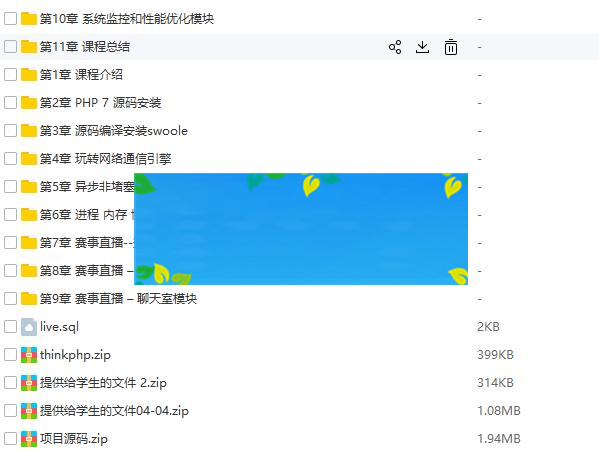 第10章 系统监控和性能优化模块 -
第11章 课程总结 -
第1章 课程介绍 -
第2章 PHP 7 源码安装 -
第3章 源码编译安装swoole -
第4章 玩转网络通信引擎 -
第5章 异步非堵塞 -
第6章 进程 内存 -
第7章 赛事直播-- -
第8章 赛事直播 – -
第9章 赛事直播 – 聊天室模块 -
live.sql 2KB
thinkphp.zip 399KB
提供给学生的文件 2.zip 314KB
提供给学生的文件04-04.zip 1.08MB
项目源码.zip 1.94MB